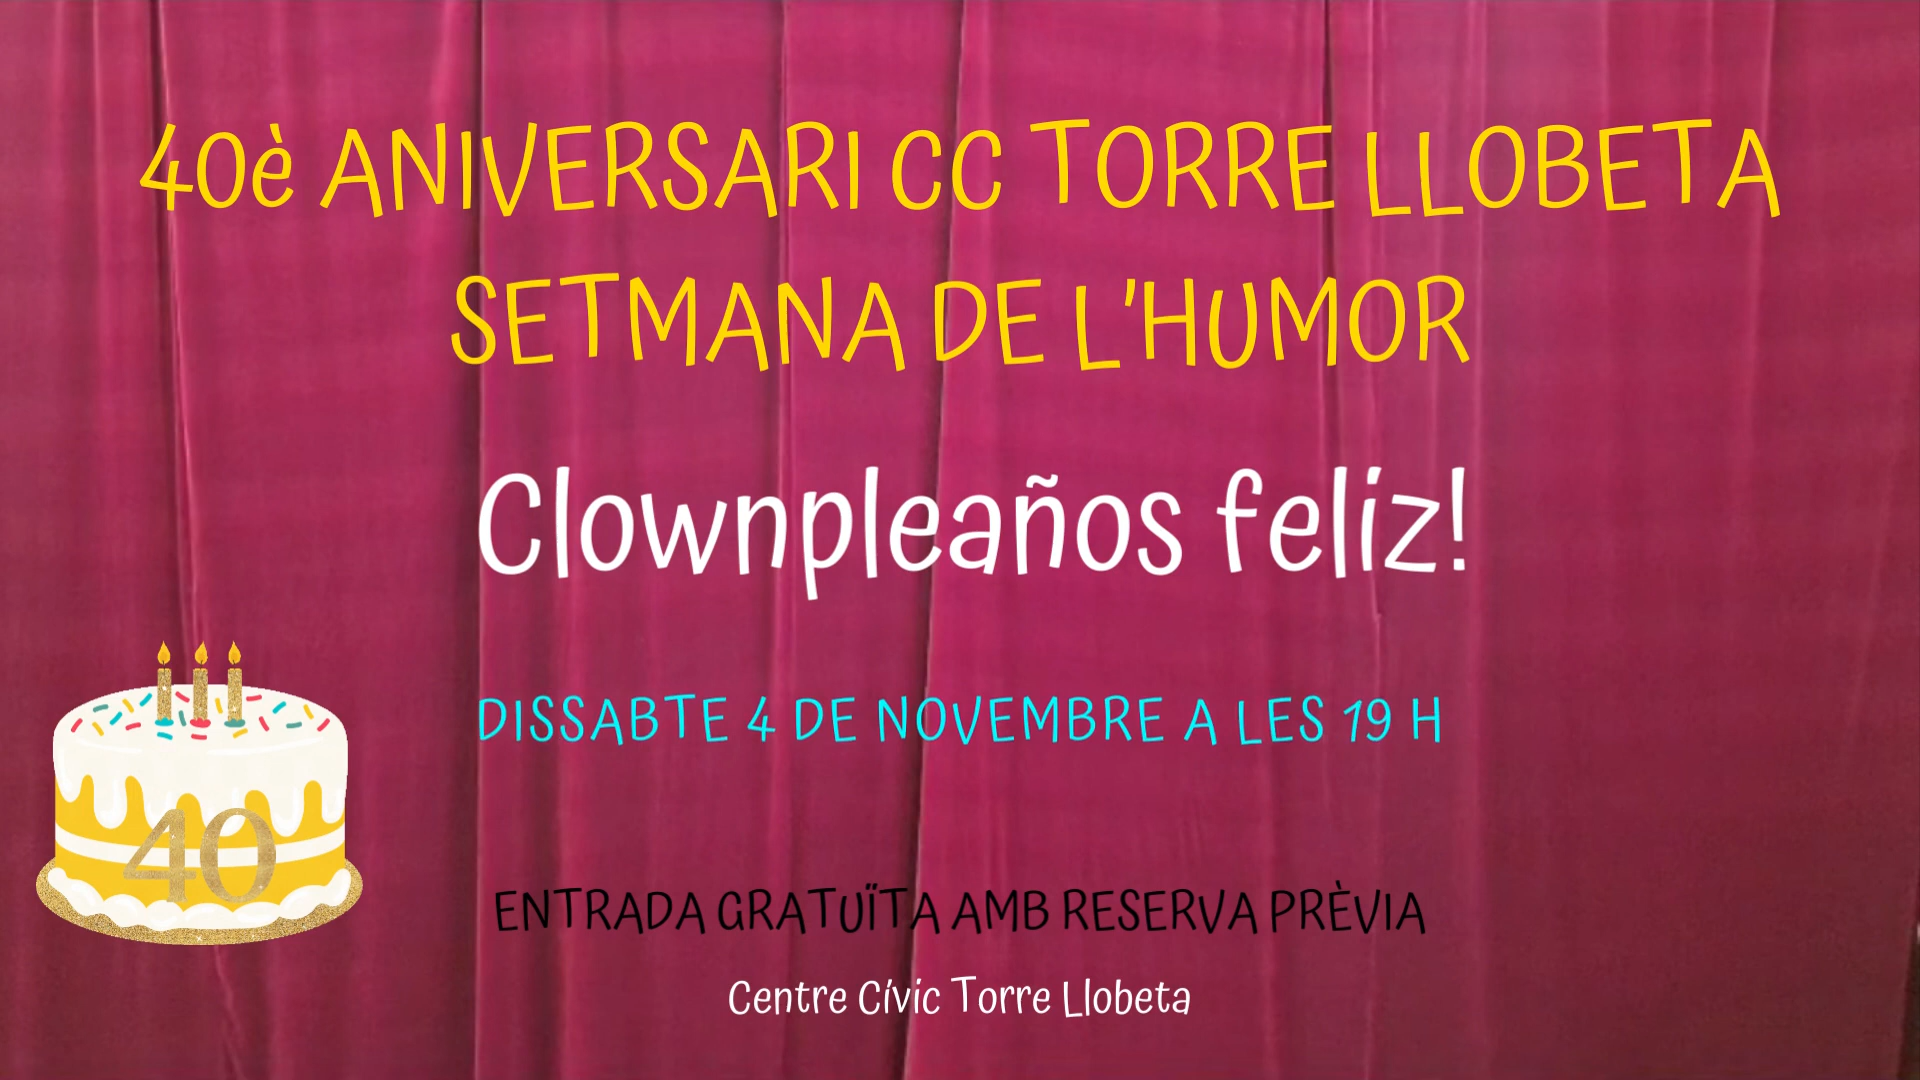 40è ANIVERSARI CC TORRE LLOBETA
SETMANA DE L'HUMOR
Clownpleaños feliz!
DISSABTE 4 DE NOVEMBRE A LES 19 H
40
ENTRADA GRATUÏTA AMB RESERVA PRÈVIA
Centre Cívic Torre Llobeta